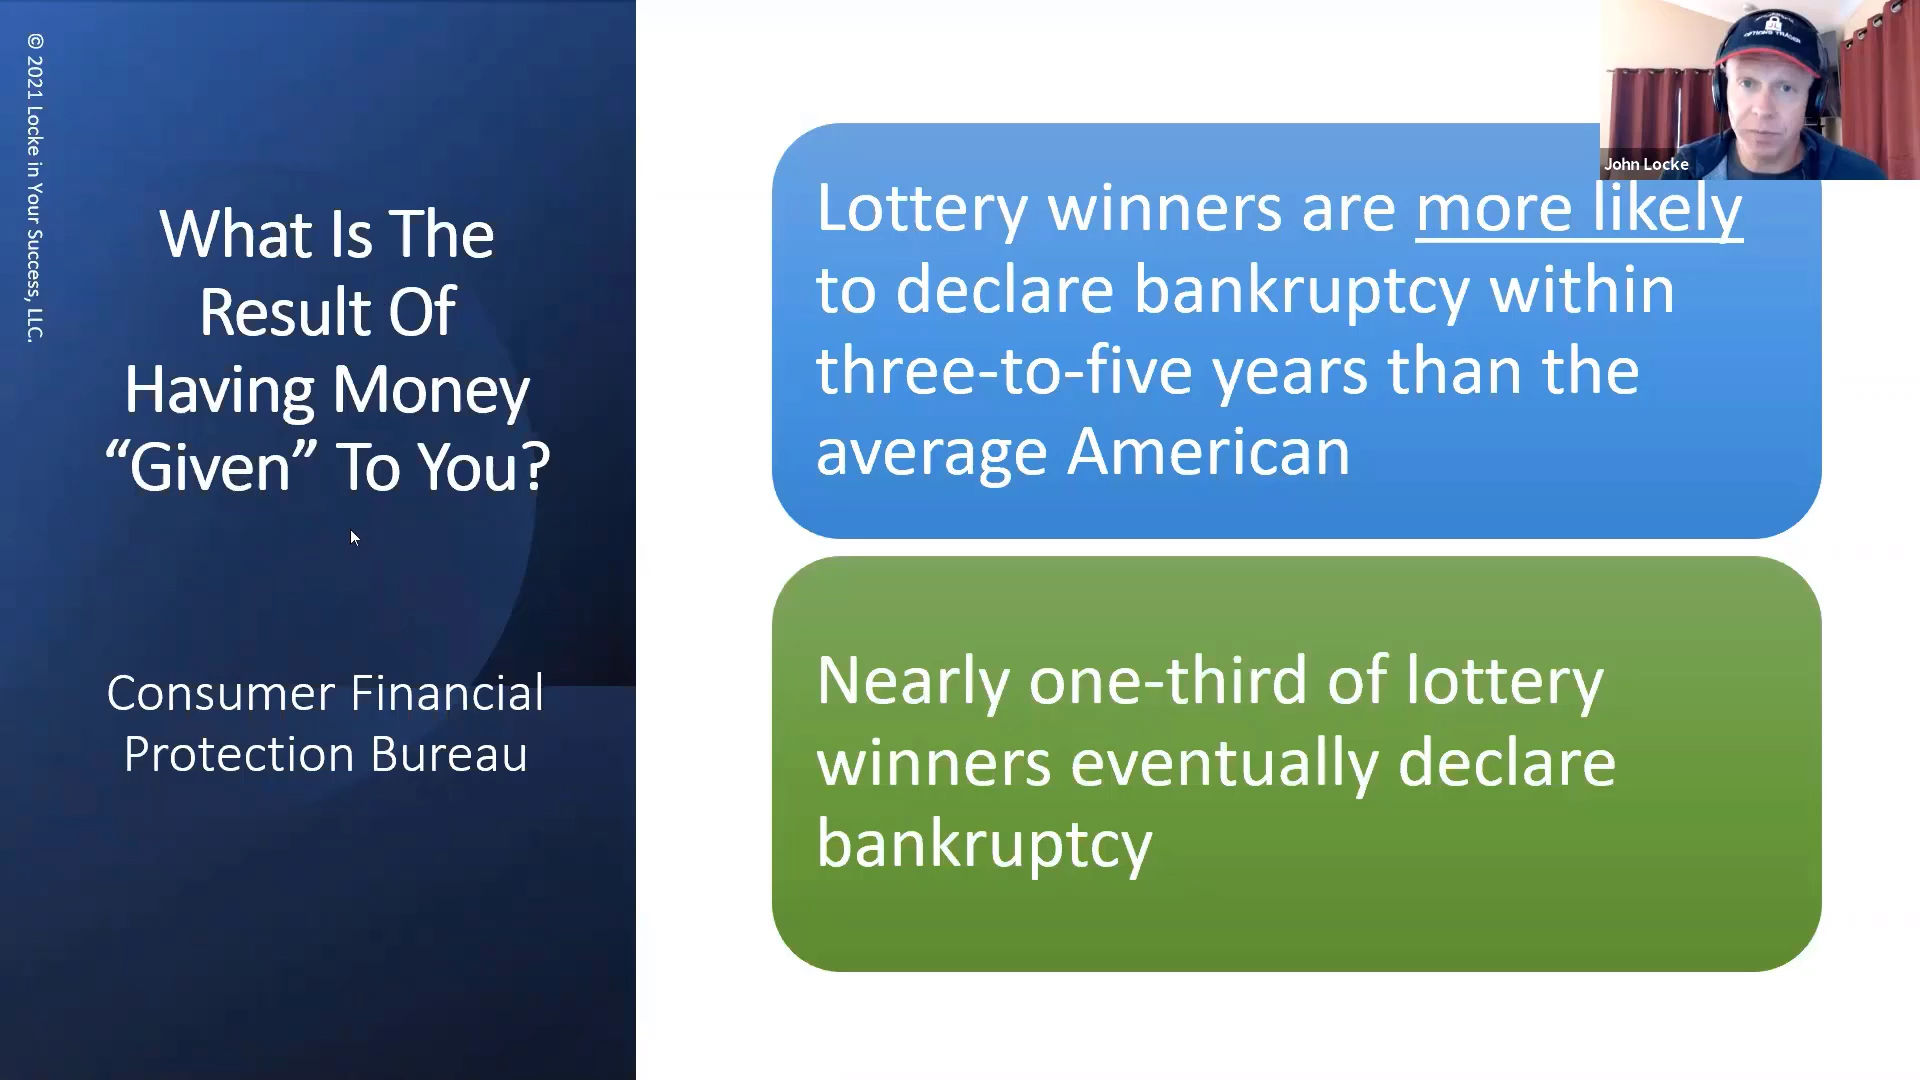 © 2021 Locke in Your Success, LLC.
What Is The
Result Of
Having Money
“Given” To You?
Consumer Financial
Protection Bureau
Lottery winners are more likely
to declare bankruptcy within
three-to-five years than the
average American
Nearly one-third of lottery
winners eventually declare
bankruptcy
John Locke
OPTIONS TRADER